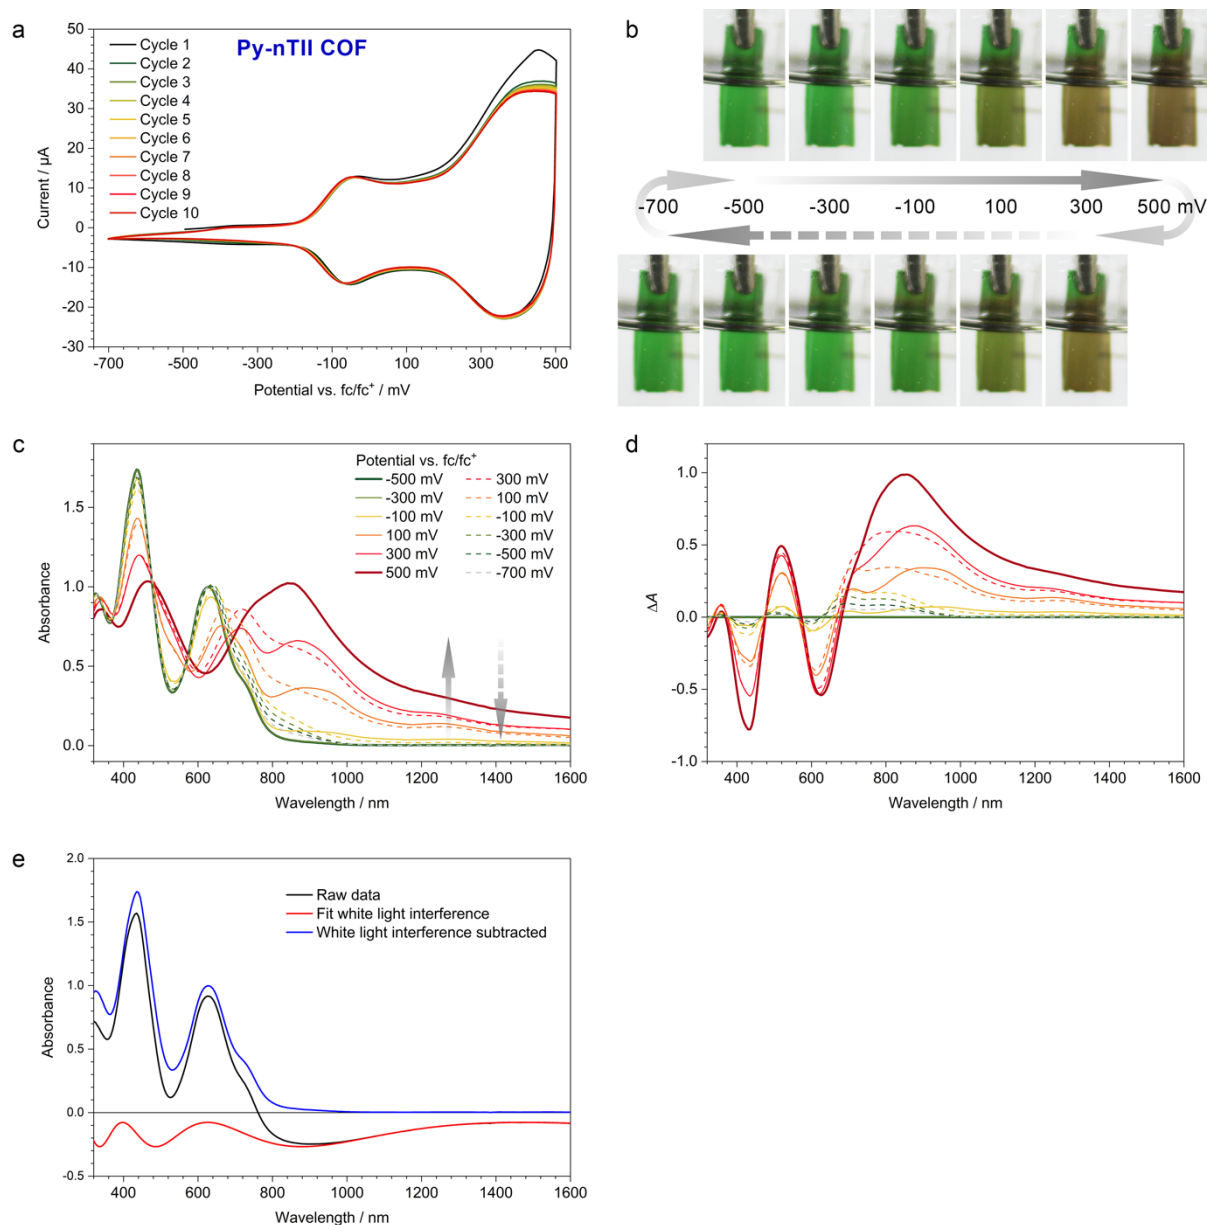 a
Py-nTII COF
Cycle 1
Cycle 2
Cycle 3
Cycle 4
Cycle 5
Cycle 6
Cycle 7
Cycle 8
Cycle 9
Cycle 10
Current / µA
50
40
30
20
10
0
-10
-20
-30
-700 -500 -300 -100 100 300 500
Potential vs. fc/fc⁺ / mV
b
-700 -500 -300 -100 100 300 500 mV
c
Potential vs. fc/fc⁺
-500 mV 300 mV
-300 mV 100 mV
-100 mV -100 mV
100 mV -300 mV
300 mV -500 mV
500 mV -700 mV
Absorbance
1.5
1.0
0.5
0.0
400 600 800 1000 1200 1400 1600
Wavelength / nm
d
ΔA
1.0
0.5
0.0
-0.5
-1.0
400 600 800 1000 1200 1400 1600
Wavelength / nm
e
Raw data
Fit white light interference
White light interference subtracted
Absorbance
2.0
1.5
1.0
0.5
0.0
-0.5
400 600 800 1000 1200 1400 1600
Wavelength / nm